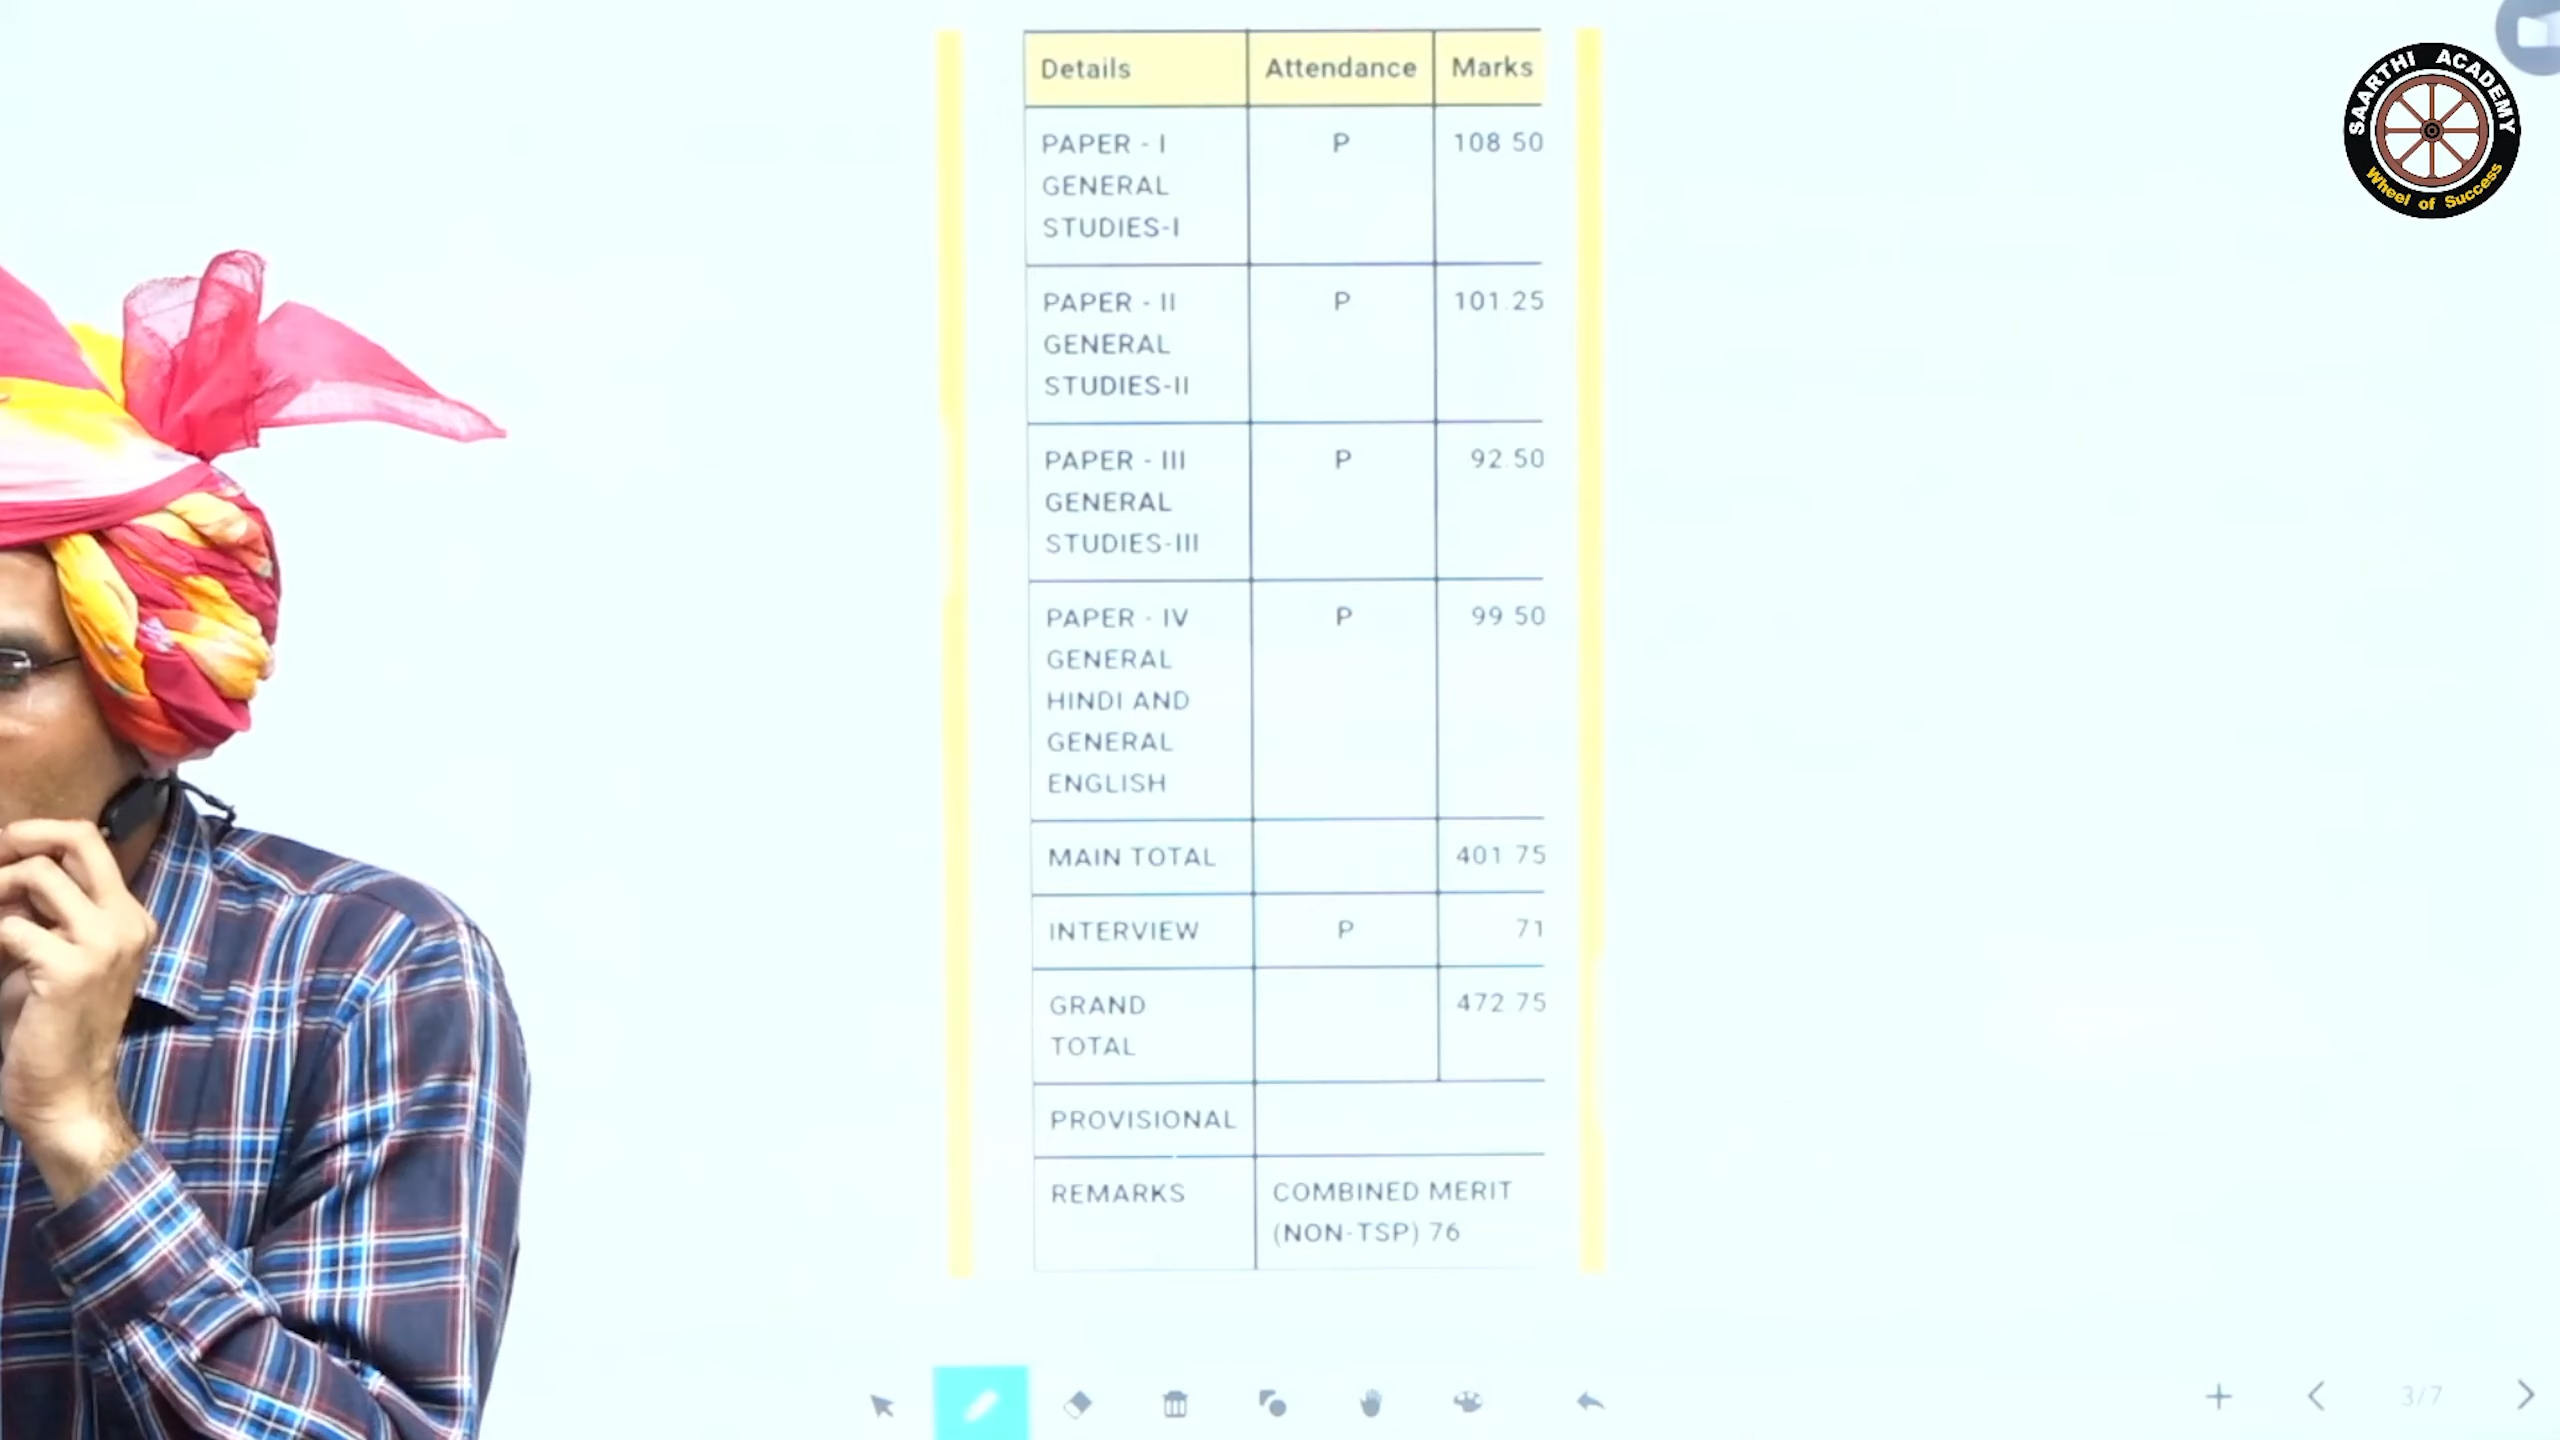 Details Attendance Marks
PAPER - I P 108 50
GENERAL
STUDIES-I
PAPER - II P 101.25
GENERAL
STUDIES-II
PAPER - III P 92.50
GENERAL
STUDIES-III
PAPER - IV P 99 50
GENERAL
HINDI AND
GENERAL
ENGLISH
MAIN TOTAL 401 75
INTERVIEW P 71
GRAND 472 75
TOTAL
PROVISIONAL
REMARKS COMBINED MERIT
(NON-TSP) 76
SAARTHI ACADEMY
Wheel of Success
3/7